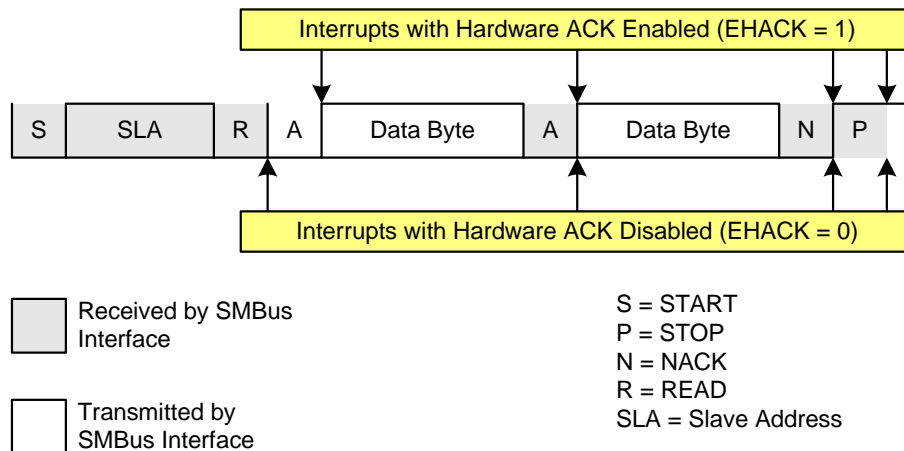 Interrupts with Hardware ACK Enabled (EHACK = 1)
S SLA R A Data Byte A Data Byte N P
Interrupts with Hardware ACK Disabled (EHACK = 0)
Received by SMBus
Interface
Transmitted by
SMBus Interface
S = START
P = STOP
N = NACK
R = READ
SLA = Slave Address